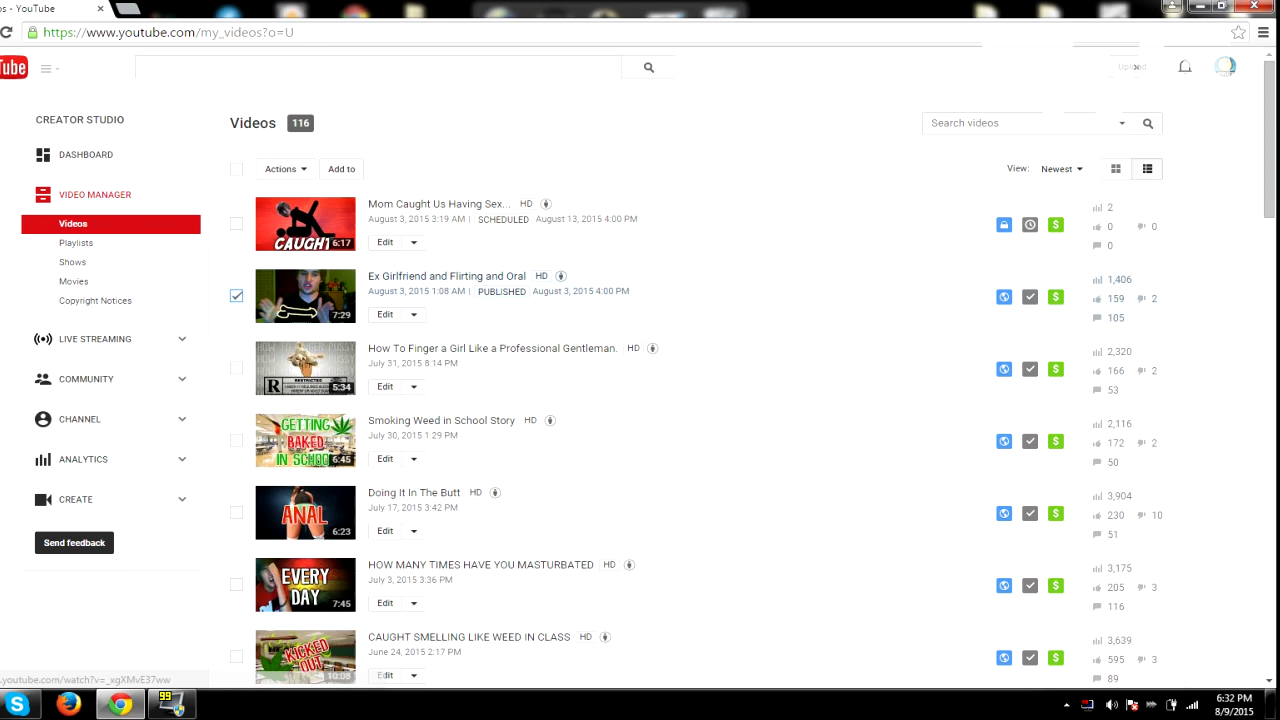 os - YouTube
https://www.youtube.com/my_videos?o=U
Tube
Upload
CREATOR STUDIO
DASHBOARD
VIDEO MANAGER
Videos
Playlists
Shows
Movies
Copyright Notices
LIVE STREAMING
COMMUNITY
CHANNEL
ANALYTICS
CREATE
Send feedback
Videos 116
Search videos
Actions Add to
View: Newest
Mom Caught Us Having Sex... HD
August 3, 2015 3:19 AM | SCHEDULED August 13, 2015 4:00 PM
Edit
CAUGHT 6:17
2
0 0
0
Ex Girlfriend and Flirting and Oral HD
August 3, 2015 1:08 AM | PUBLISHED August 3, 2015 4:00 PM
Edit
7:29
1,406
159 2
105
How To Finger a Girl Like a Professional Gentleman. HD
July 31, 2015 8:14 PM
Edit
R RESTRICTED 5:34
2,320
166 2
53
Smoking Weed in School Story HD
July 30, 2015 1:29 PM
Edit
GETTING
BAKED
IN SCHOOL 6:45
2,116
172 2
50
Doing It In The Butt HD
July 17, 2015 3:42 PM
Edit
ANAL
6:23
3,904
230 10
51
HOW MANY TIMES HAVE YOU MASTURBATED HD
July 3, 2015 3:36 PM
Edit
EVERY
DAY 7:45
3,175
205 3
116
CAUGHT SMELLING LIKE WEED IN CLASS HD
June 24, 2015 2:17 PM
Edit
KICKED
OUT 10:08
3,639
595 3
89
.youtube.com/watch?v=_xgXMvE37ww
99
6:32 PM
8/9/2015